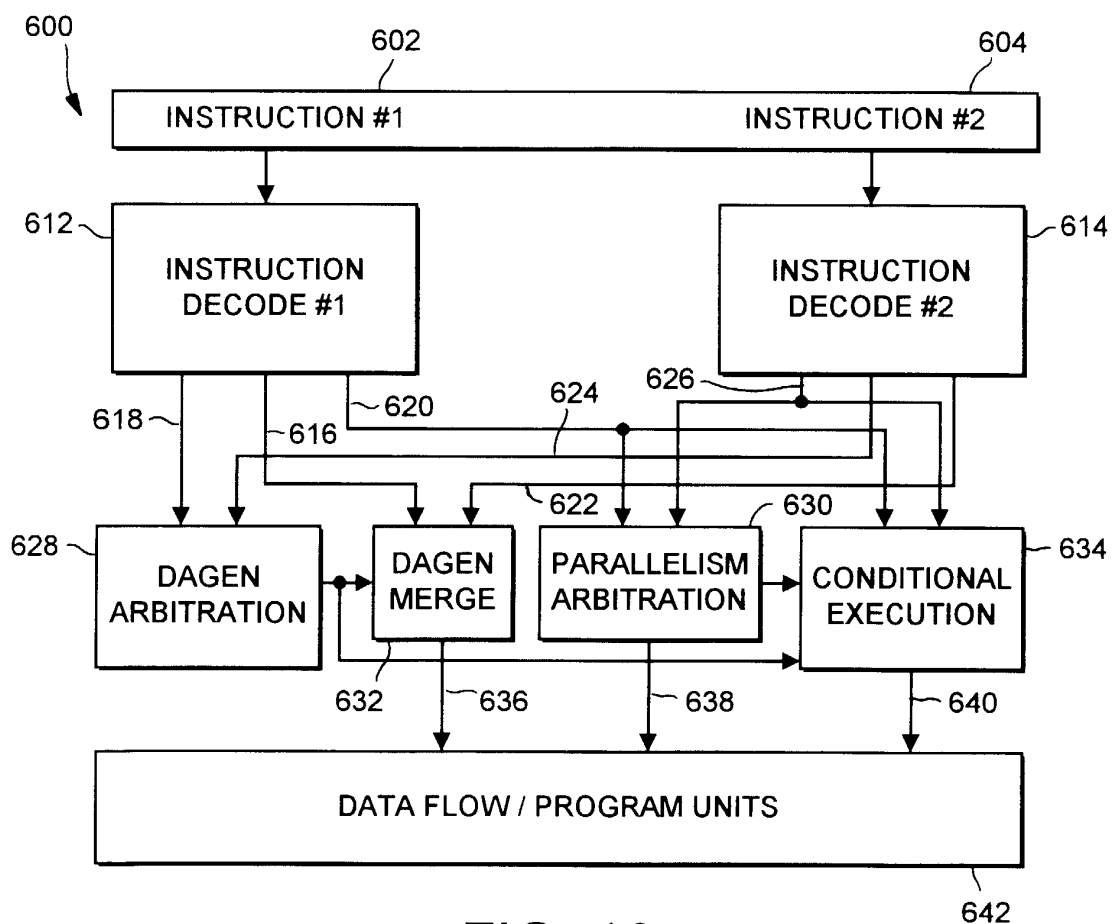 600
602
604
INSTRUCTION #1
INSTRUCTION #2
612
INSTRUCTION
DECODE #1
614
INSTRUCTION
DECODE #2
618
616
620
624
626
622
630
628
DAGEN
ARBITRATION
DAGEN
MERGE
PARALLELISM
ARBITRATION
CONDITIONAL
EXECUTION
634
632
636
638
640
DATA FLOW / PROGRAM UNITS
642